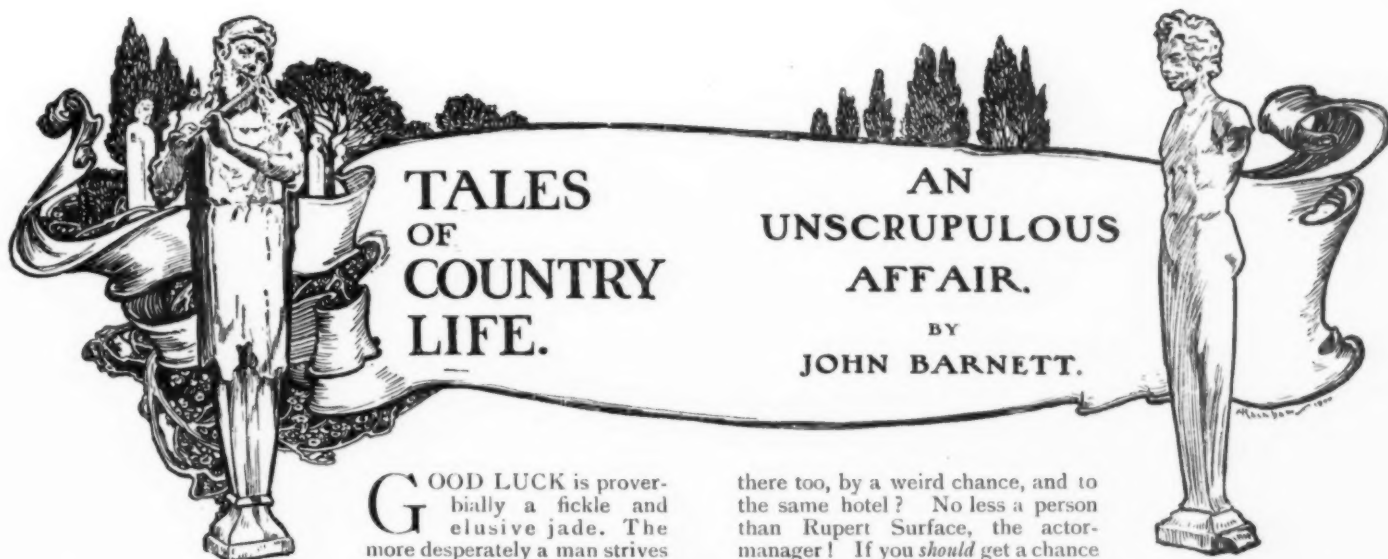 TALES
OF
COUNTRY
LIFE.
AN
UNSCRUPULOUS
AFFAIR.
BY
JOHN BARNETT.
GOOD LUCK is prover-
bially a fickle and
elusive jade. The
more desperately a man strives
there too, by a weird chance, and to
the same hotel? No less a person
than Rupert Surface, the actor-
manager! If you should get a chance